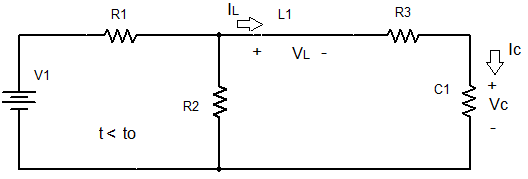 R1
IL
L1
R3
+ VL -
Ic
V1
R2
C1
+
Vc
-
t < to